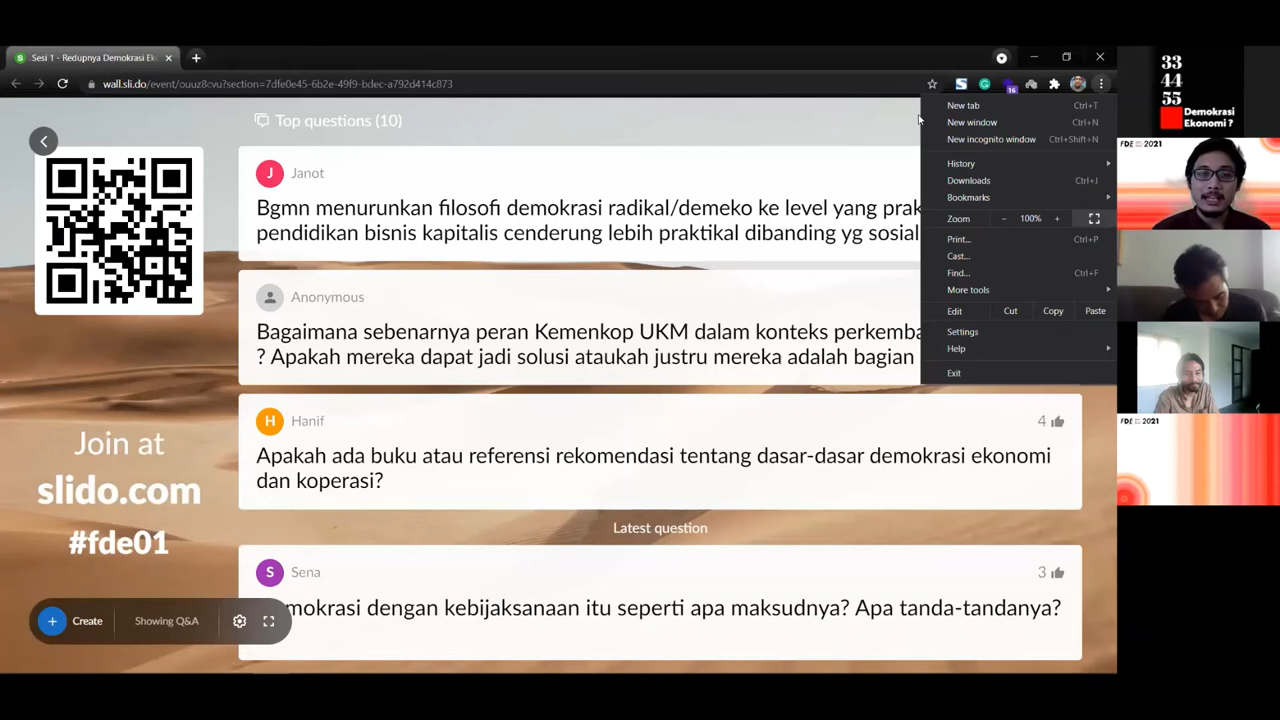 Sesi 1 - Redupnya Demokrasi Ek
wall.sli.do/event/ouuz8cvu?section=7dfe0e45-6b2e-49f9-bdec-a792d414c873
16
Top questions (10)
J Janot
Bgmn menurunkan filosofi demokrasi radikal/demeko ke level yang prak
pendidikan bisnis kapitalis cenderung lebih praktikal dibanding yg sosial
Anonymous
Bagaimana sebenarnya peran Kemenkop UKM dalam konteks perkemba
? Apakah mereka dapat jadi solusi ataukah justru mereka adalah bagian
H Hanif 4
Apakah ada buku atau referensi rekomendasi tentang dasar-dasar demokrasi ekonomi
dan koperasi?
Latest question
S Sena 3
mokrasi dengan kebijaksanaan itu seperti apa maksudnya? Apa tanda-tandanya?
Join at
slido.com
#fde01
Create Showing Q&A
New tab Ctrl+T
New window Ctrl+N
New incognito window Ctrl+Shift+N
History
Downloads Ctrl+J
Bookmarks
Zoom − 100% +
Print... Ctrl+P
Cast...
Find... Ctrl+F
More tools
Edit Cut Copy Paste
Settings
Help
Exit
33
44
55
Demokrasi
Ekonomi ?
FDE 2021
FDE 2021